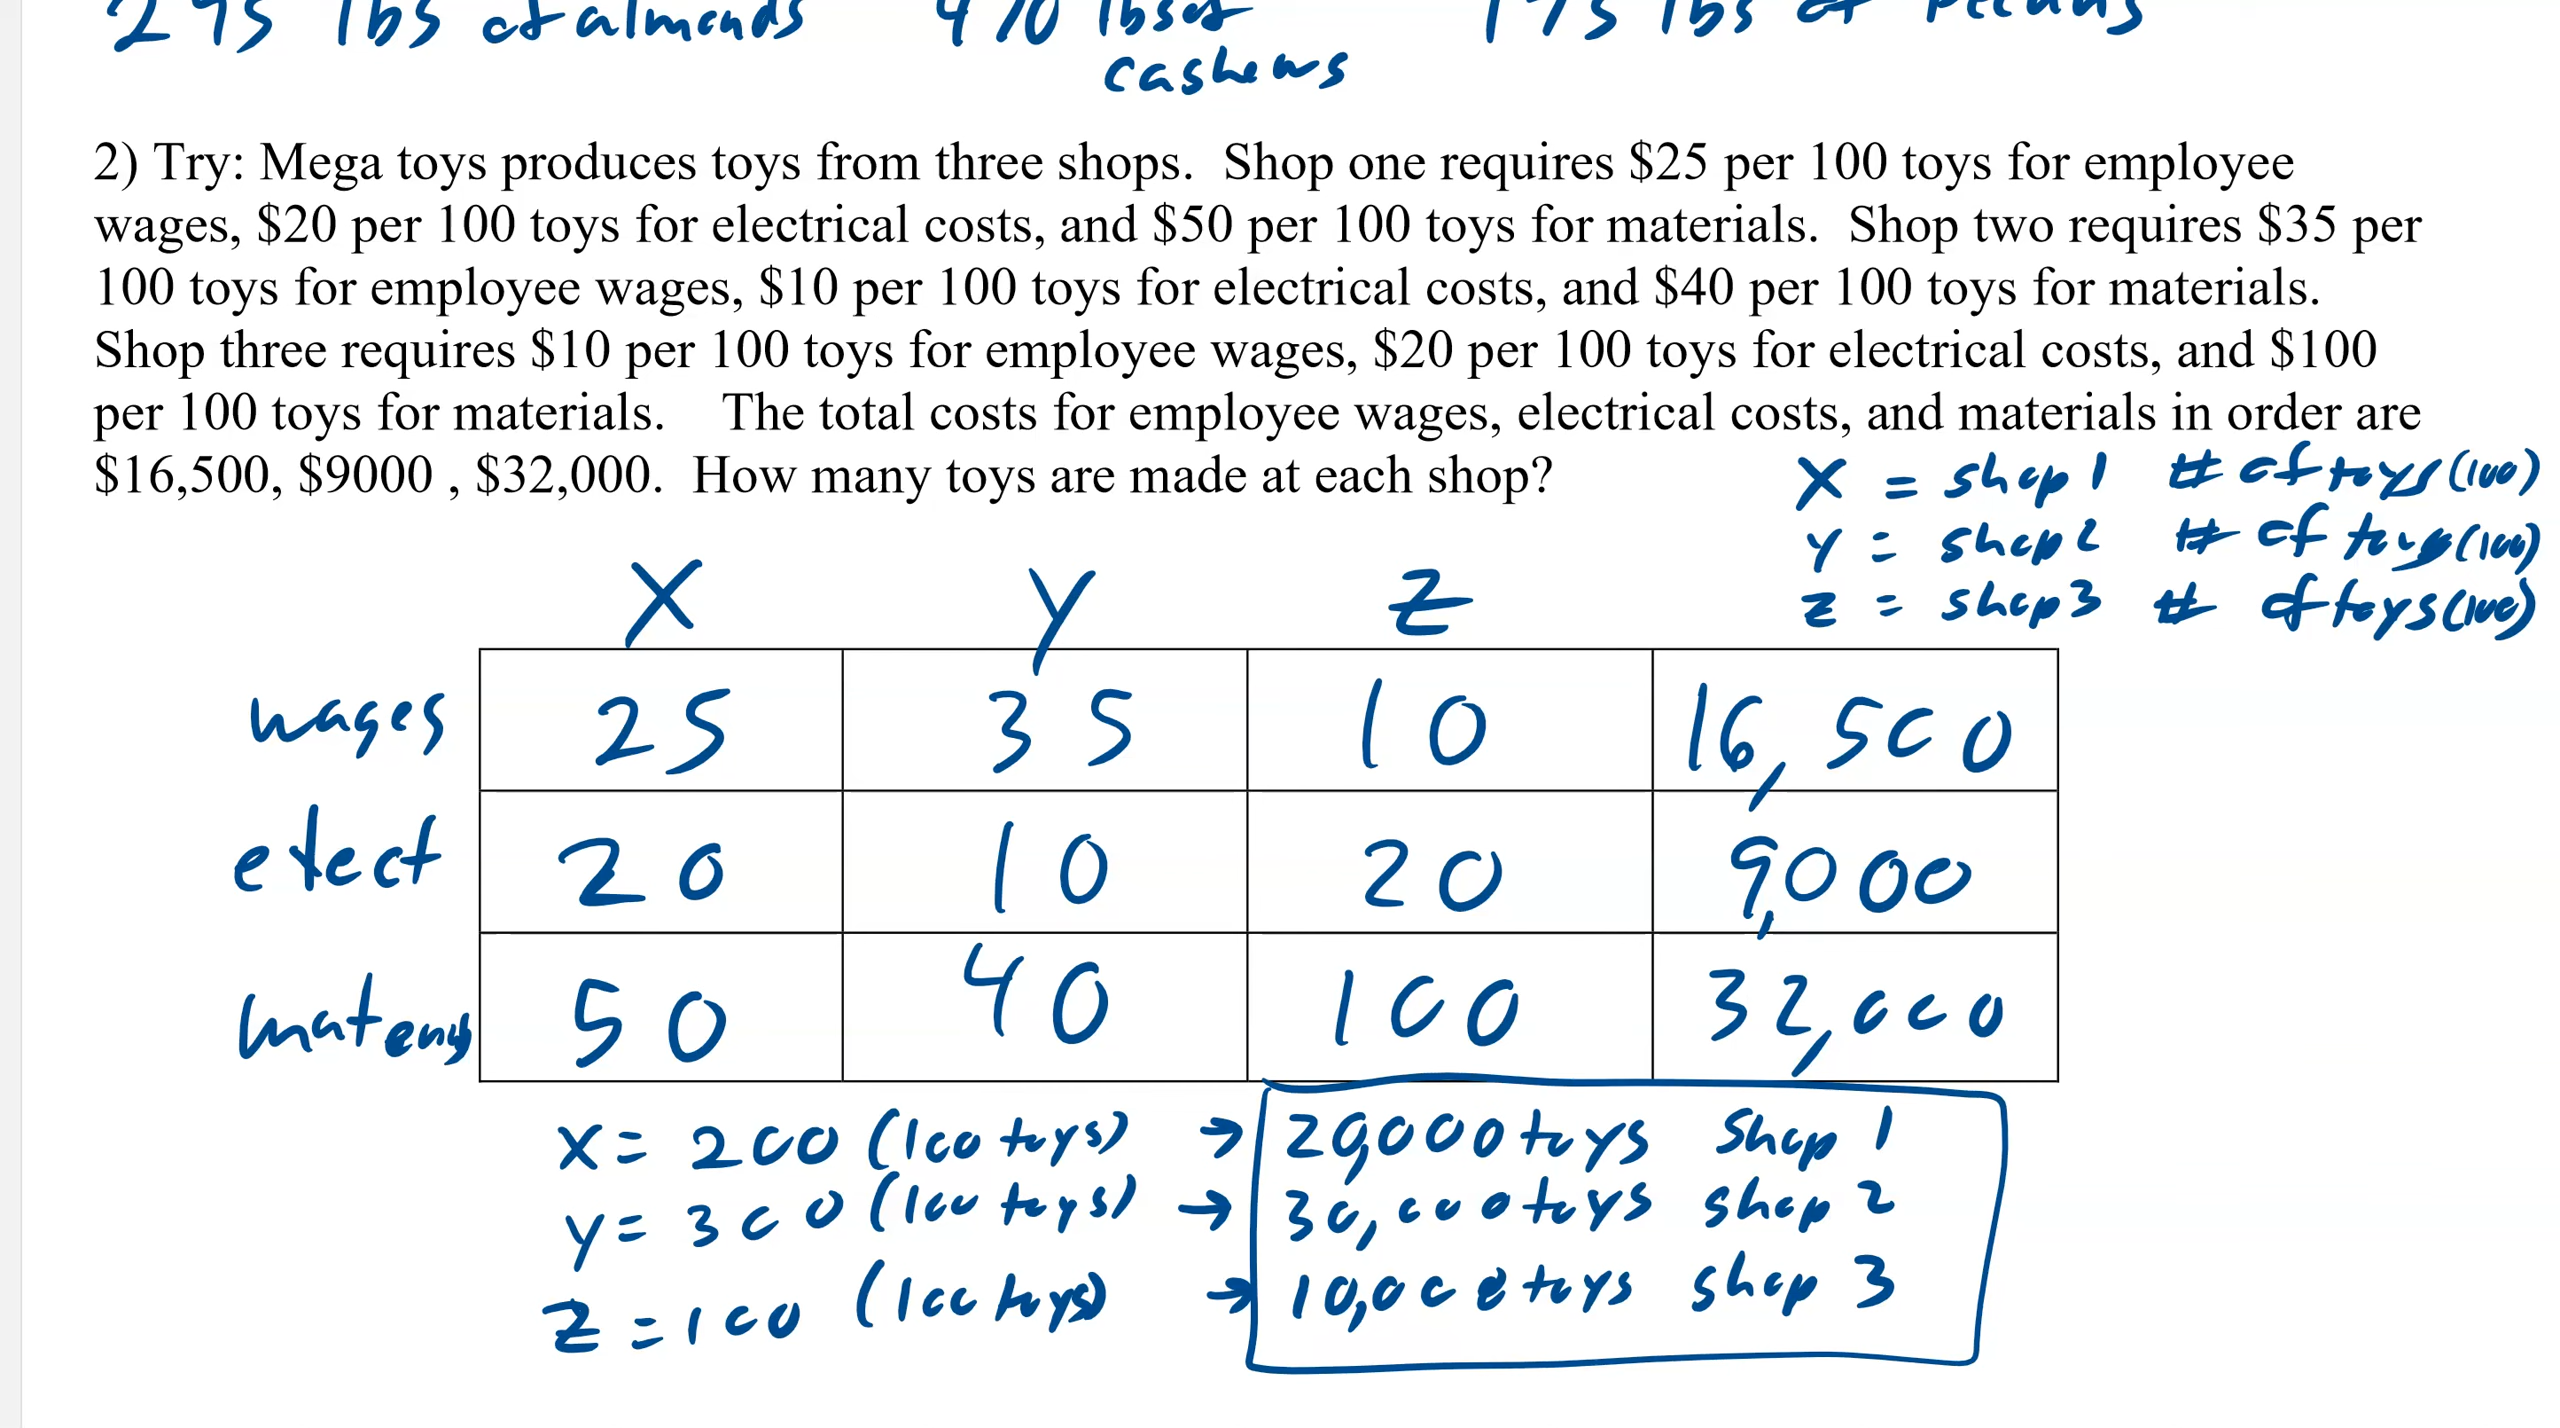 lbs of almonds lbs of lbs of
cashews
2) Try: Mega toys produces toys from three shops. Shop one requires $25 per 100 toys for employee
wages, $20 per 100 toys for electrical costs, and $50 per 100 toys for materials. Shop two requires $35 per
100 toys for employee wages, $10 per 100 toys for electrical costs, and $40 per 100 toys for materials.
Shop three requires $10 per 100 toys for employee wages, $20 per 100 toys for electrical costs, and $100
per 100 toys for materials. The total costs for employee wages, electrical costs, and materials in order are
$16,500, $9000 , $32,000. How many toys are made at each shop?
X = shop 1 # of toys (100)
Y = shop 2 # of toys (100)
Z = shop 3 # of toys (100)
X Y Z
wages 25 35 10 16,500
elect 20 10 20 9,000
50 40 100 32,000
X = 200 (100 toys) → 20,000 toys shop 1
Y = 300 (100 toys) → 30,000 toys shop 2
Z = 100 (100 toys) → 10,000 toys shop 3